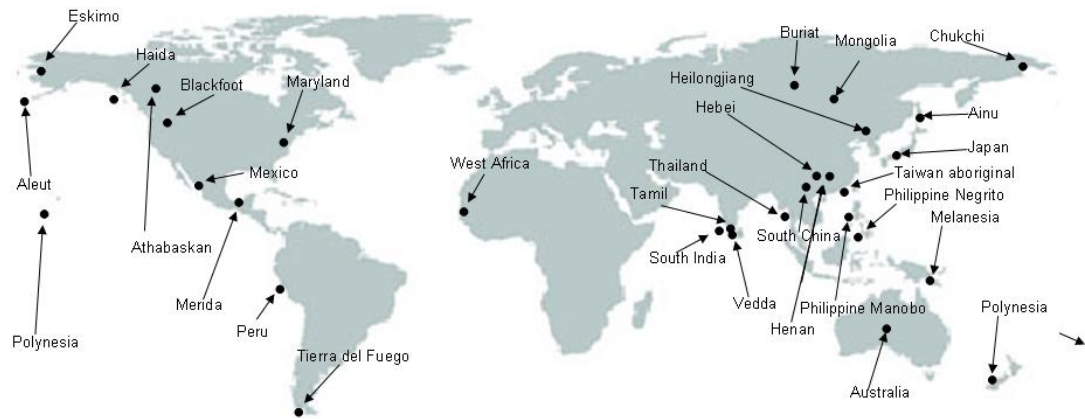 Eskimo
Haida
Blackfoot
Maryland
Aleut
Mexico
Athabaskan
Merida
Polynesia
Peru
Tierra del Fuego
Buriat
Mongolia
Chukchi
Heilongjiang
Hebei
Ainu
Japan
West Africa
Thailand
Taiwan aboriginal
Tamil
Philippine Negrito
Melanesia
South China
South India
Vedda
Henan
Philippine Manobo
Polynesia
Australia